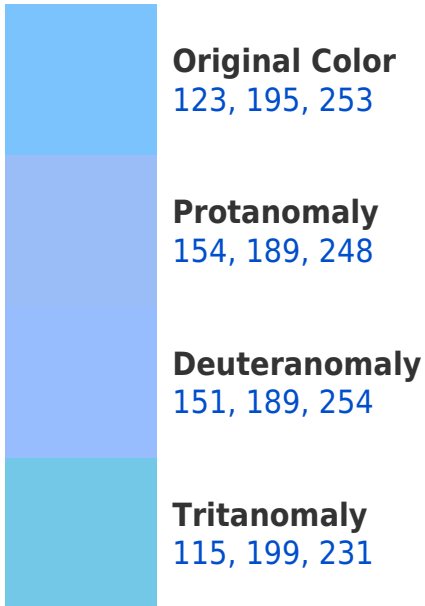 Original Color
123, 195, 253
Protanomaly
154, 189, 248
Deuteranomaly
151, 189, 254
Tritanomaly
115, 199, 231